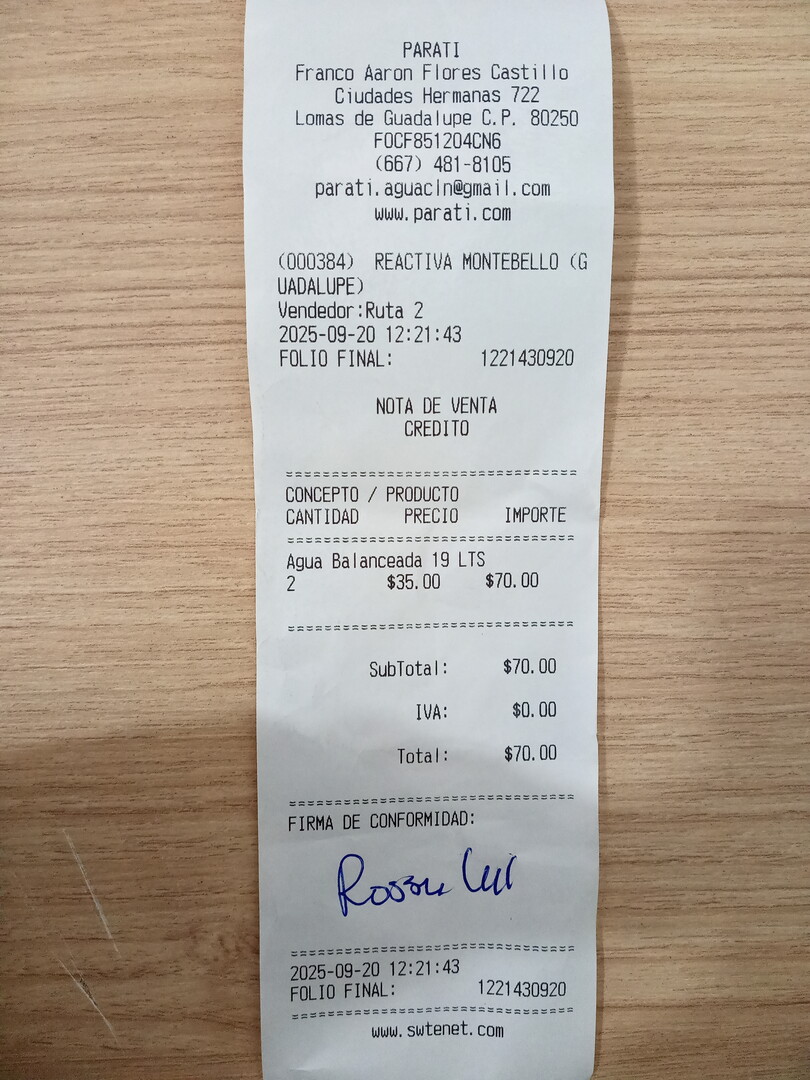 PARATI
Franco Aaron Flores Castillo
Ciudades Hermanas 722
Lomas de Guadalupe C.P. 80250
FOCF851204CN6
(667) 481-8105
parati.aguacln@gmail.com
www.parati.com
(000384) REACTIVA MONTEBELLO (G
UADALUPE)
Vendedor:Ruta 2
2025-09-20 12:21:43
FOLIO FINAL: 1221430920
NOTA DE VENTA
CREDITO
================================
CONCEPTO / PRODUCTO
CANTIDAD PRECIO IMPORTE
================================
Agua Balanceada 19 LTS
2 $35.00 $70.00
================================
SubTotal: $70.00
IVA: $0.00
Total: $70.00
================================
FIRMA DE CONFORMIDAD:
================================
2025-09-20 12:21:43
FOLIO FINAL: 1221430920
================================
www.swtenet.com